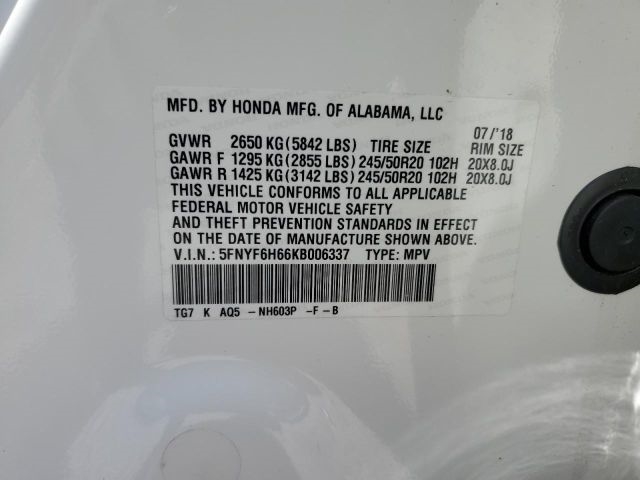 MFD. BY HONDA MFG. OF ALABAMA, LLC
07/'18
GVWR 2650 KG(5842 LBS) TIRE SIZE RIM SIZE
GAWR F 1295 KG(2855 LBS) 245/50R20 102H 20X8.0J
GAWR R 1425 KG(3142 LBS) 245/50R20 102H 20X8.0J
THIS VEHICLE CONFORMS TO ALL APPLICABLE
FEDERAL MOTOR VEHICLE SAFETY
AND THEFT PREVENTION STANDARDS IN EFFECT
ON THE DATE OF MANUFACTURE SHOWN ABOVE.
V.I.N.: 5FNYF6H66KB006337 TYPE: MPV
TG7 K AQ5 -NH603P -F -B